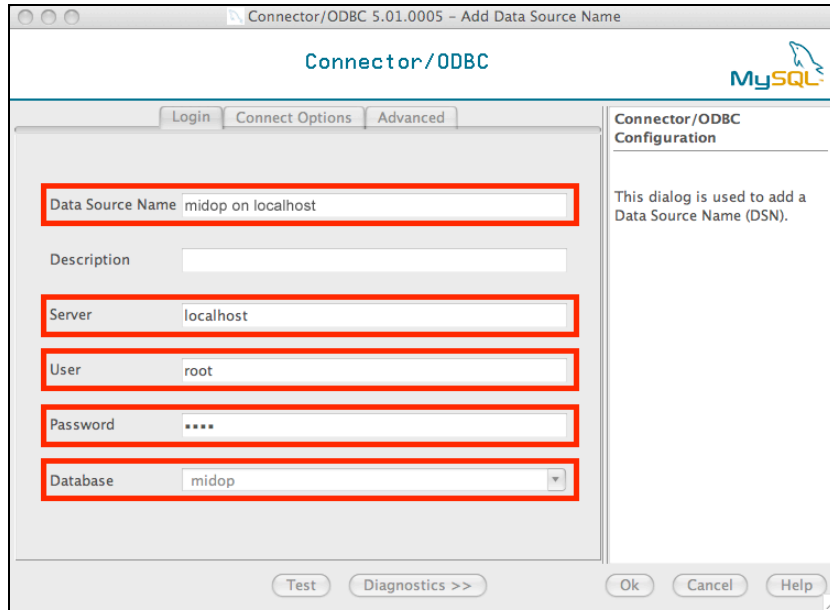 Connector/ODBC 5.01.0005 – Add Data Source Name
Connector/ODBC
MySQL
Login Connect Options Advanced
Data Source Name midop on localhost
Description
Server localhost
User root
Password ▪▪▪▪
Database midop
Connector/ODBC
Configuration
This dialog is used to add a
Data Source Name (DSN).
Test Diagnostics >> Ok Cancel Help